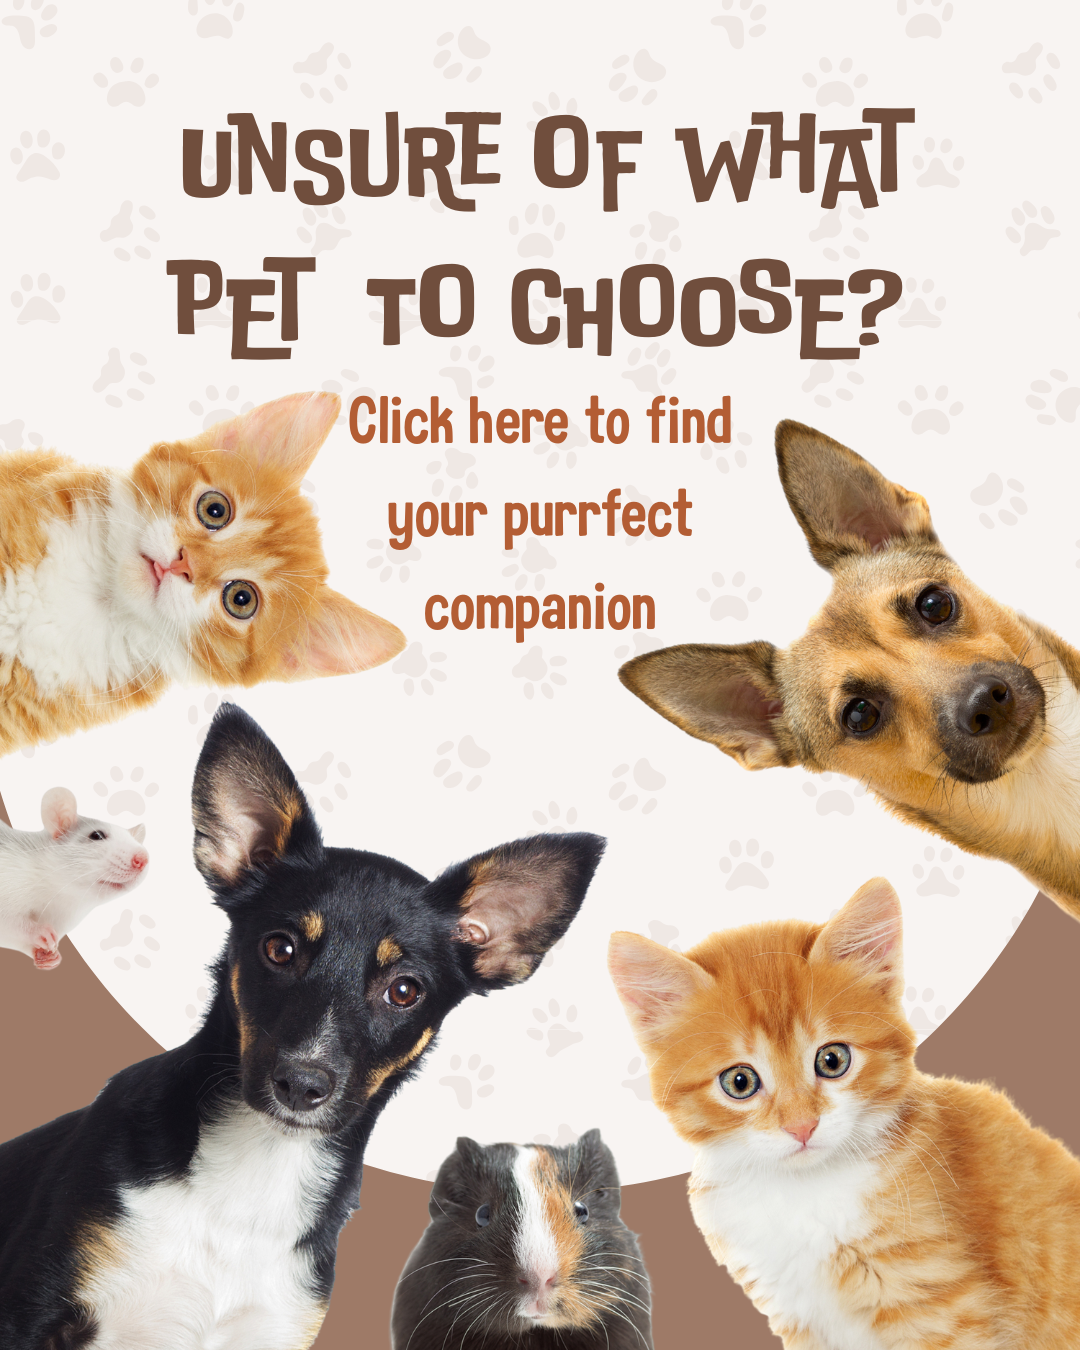 UNSURE OF WHAT
PET TO CHOOSE?
Click here to find
your purrfect
companion